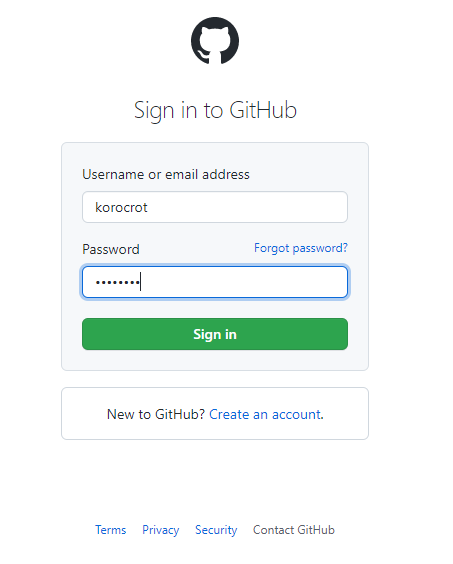 Sign in to GitHub
Username or email address
korocrot
Password Forgot password?
••••••••
Sign in
New to GitHub? Create an account.
Terms Privacy Security Contact GitHub